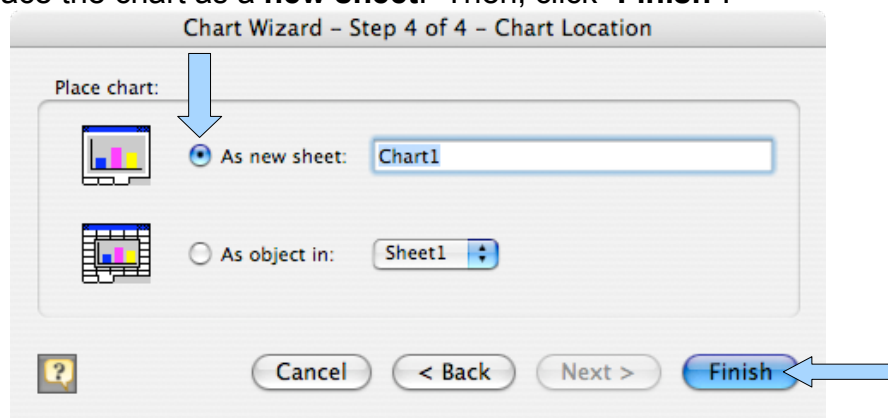 the chart as a new sheet. Then, click "Finish".
Chart Wizard – Step 4 of 4 – Chart Location
Place chart:
As new sheet: Chart1
As object in: Sheet1
? Cancel < Back Next > Finish